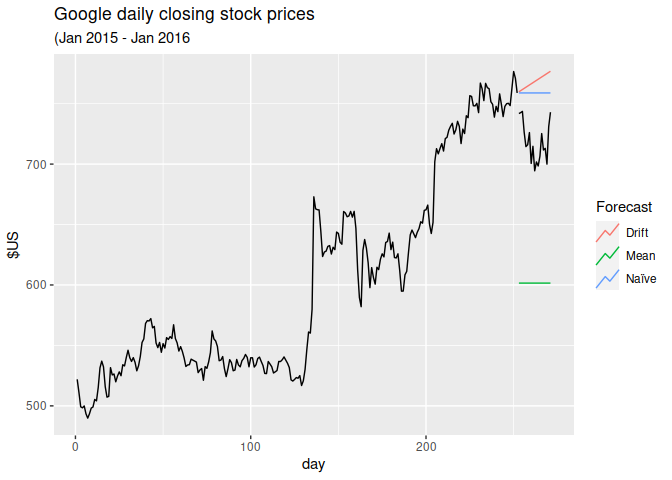 Google daily closing stock prices
(Jan 2015 - Jan 2016
700
600
500
$US
0
100
200
day
Forecast
Drift
Mean
Naïve